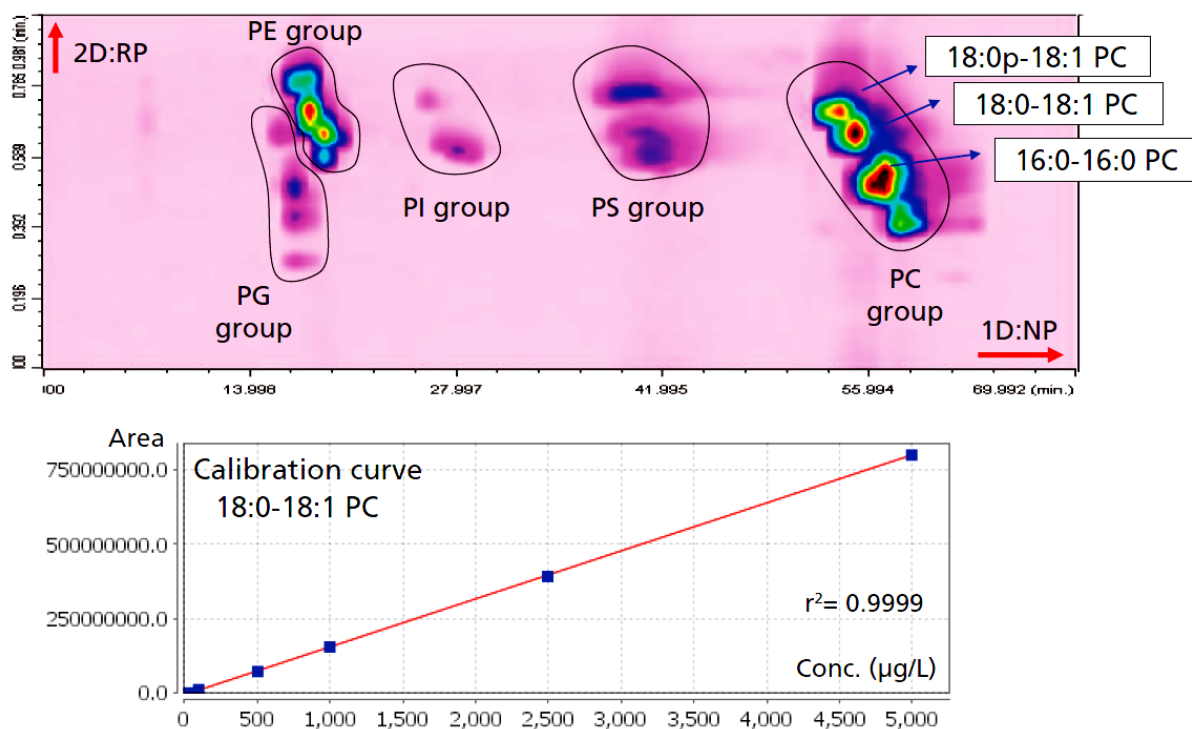 2D:RP
PE group
18:0p-18:1 PC
18:0-18:1 PC
16:0-16:0 PC
PI group
PS group
PG
group
PC
group
1D:NP
0.981 (min.)
0.786
0.589
0.392
0.196
00
00
13.998
27.997
41.995
55.994
69.992 (min.)
Area
Calibration curve
18:0-18:1 PC
750000000.0
500000000.0
250000000.0
0.0
r²= 0.9999
Conc. (µg/L)
0
500
1,000
1,500
2,000
2,500
3,000
3,500
4,000
4,500
5,000